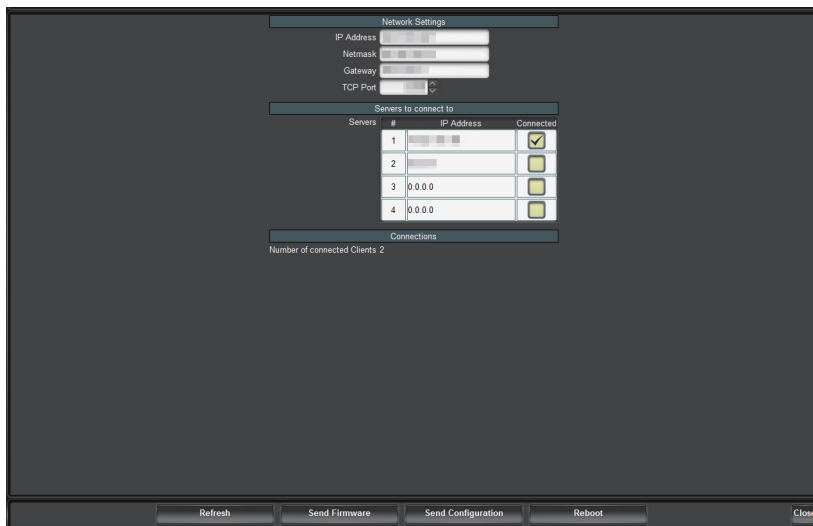 Network Settings
IP Address
Netmask
Gateway
TCP Port
Servers to connect to
Servers # IP Address Connected
1
2
3 0.0.0.0
4 0.0.0.0
Connections
Number of connected Clients 2
Refresh Send Firmware Send Configuration Reboot Close